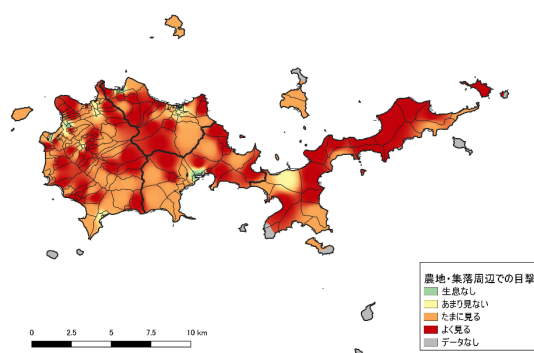 農地・集落周辺での目撃
生息なし
あまり見ない
たまに見る
よく見る
データなし
0 2.5 5 7.5 10 km